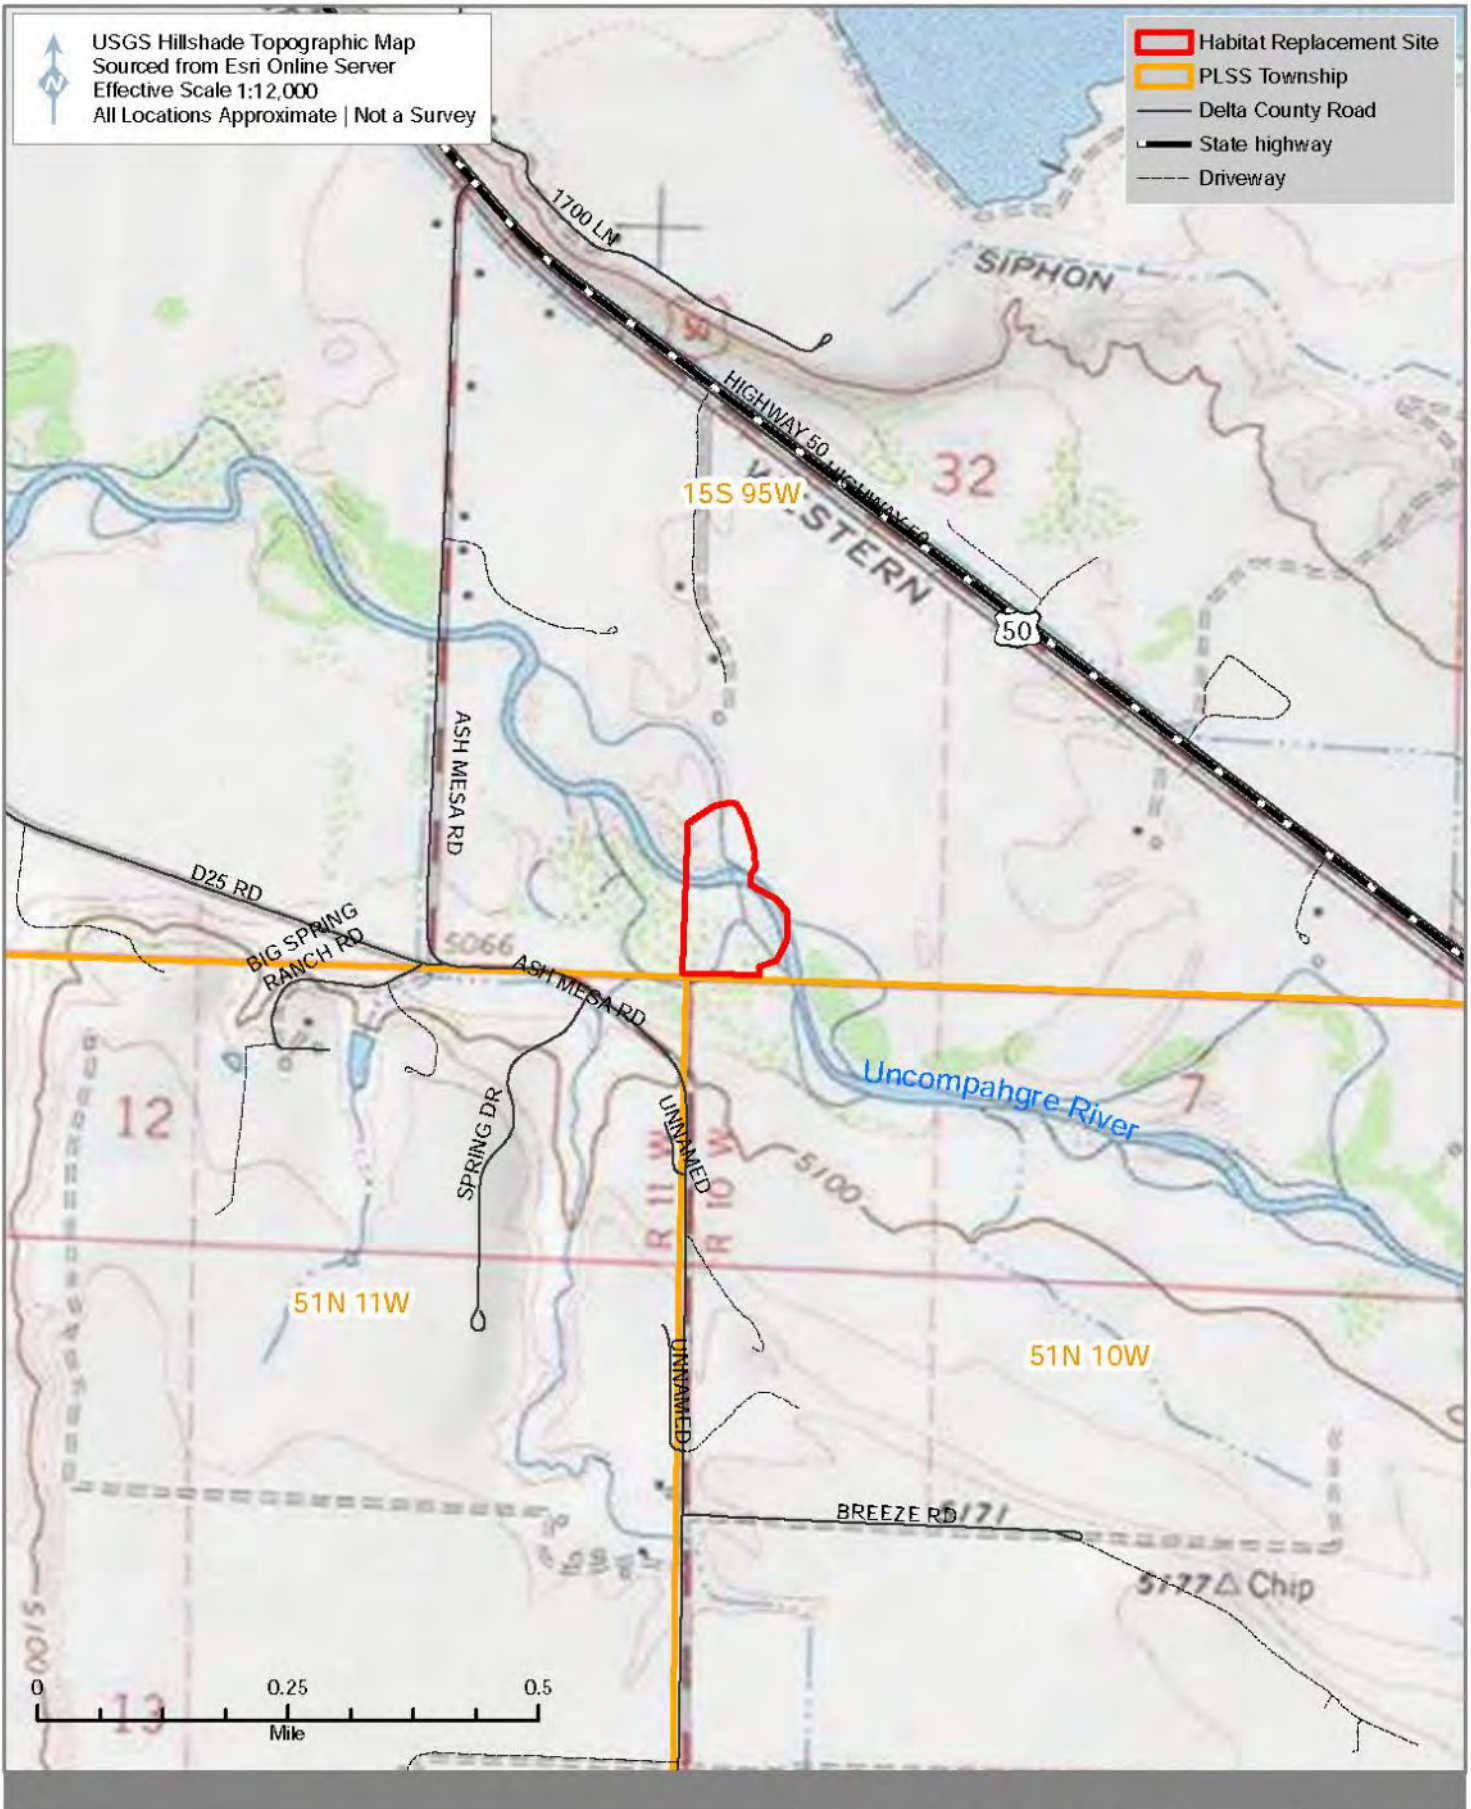 USGS Hillshade Topographic Map
Sourced from Esri Online Server
Effective Scale 1:12,000
All Locations Approximate | Not a Survey
N
Habitat Replacement Site
PLSS Township
Delta County Road
State highway
Driveway
1700 LN
SIPHON
50
HIGHWAY 50
HIGHWAY 50
32
15S 95W
WESTERN
50
ASH MESA RD
D25 RD
BIG SPRING
RANCH RD
5066
ASH MESA RD
Uncompahgre River
7
12
SPRING DR
UNNAMED
R 11 W
R 10 W
5100
51N 11W
51N 10W
UNNAMED
BREEZE RD
5171
5177 Chip
5100
0
0.25
0.5
13
Mile